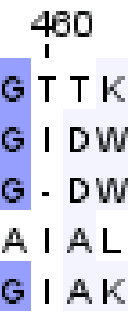 460
G T T K
G I D W
G - D W
A I A L
G I A K